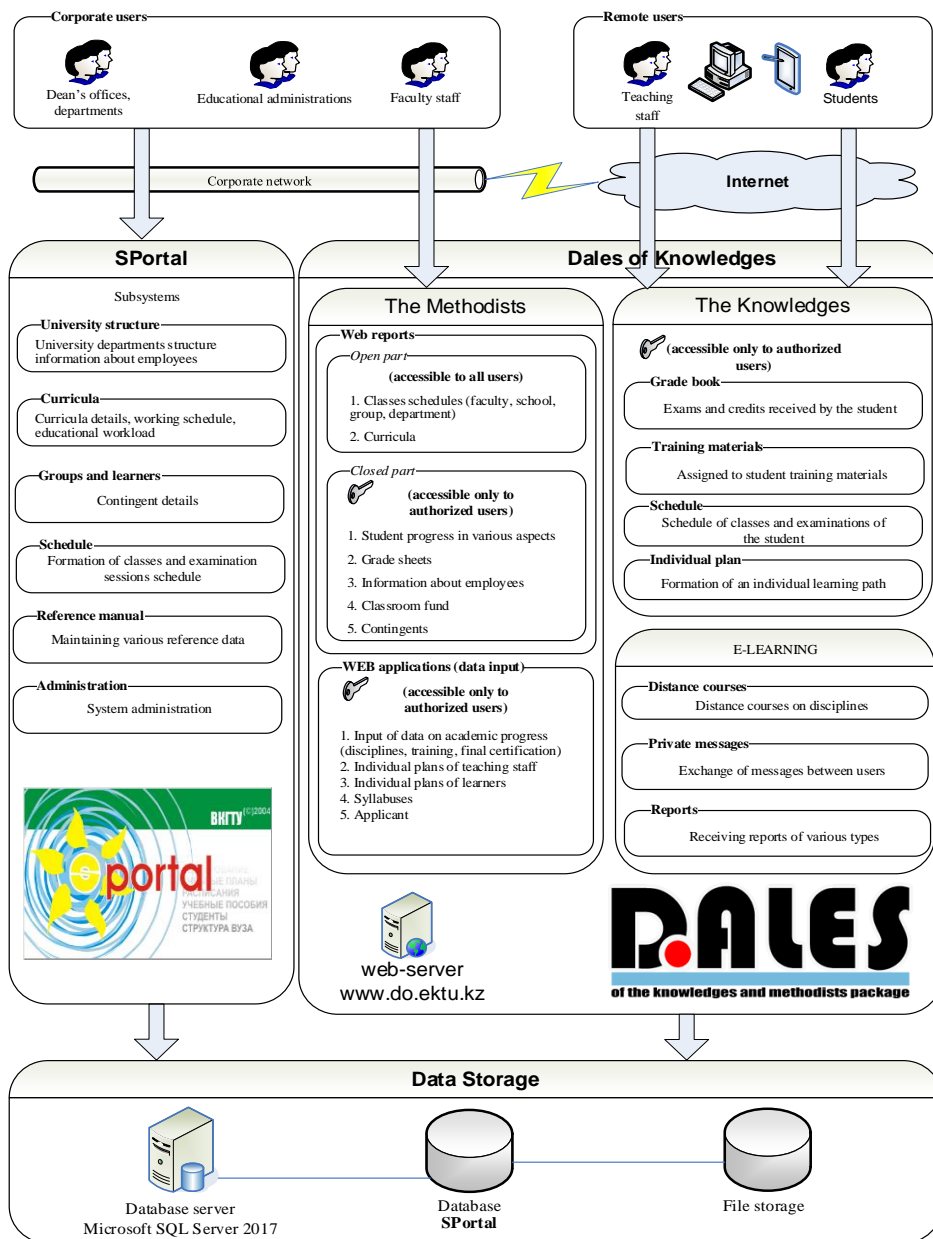 Corporate users
Dean's offices,
departments
Educational administrations
Faculty staff
Remote users
Teaching
staff
Students
Corporate network
Internet
SPortal
Subsystems
University structure
University departments structure
information about employees
Curricula
Curricula details, working schedule,
educational workload
Groups and learners
Contingent details
Schedule
Formation of classes and examination
sessions schedule
Reference manual
Maintaining various reference data
Administration
System administration
ВКГТУ (C)2004
portal
НЫЕ ПЛАНЫ
РАСПИСАНИЯ
УЧЕБНЫЕ ПОСОБИЯ
СТУДЕНТЫ
СТРУКТУРА ВУЗА
Dales of Knowledges
The Methodists
Web reports
Open part
(accessible to all users)
1. Classes schedules (faculty, school,
group, department)
2. Curricula
Closed part
(accessible only to
authorized users)
1. Student progress in various aspects
2. Grade sheets
3. Information about employees
4. Classroom fund
5. Contingents
WEB applications (data input)
(accessible only to
authorized users)
1. Input of data on academic progress
(disciplines, training, final certification)
2. Individual plans of teaching staff
3. Individual plans of learners
4. Syllabuses
5. Applicant
web-server
www.do.ektu.kz
The Knowledges
(accessible only to authorized
users)
Grade book
Exams and credits received by the student
Training materials
Assigned to student training materials
Schedule
Schedule of classes and examinations of
the student
Individual plan
Formation of an individual learning path
E-LEARNING
Distance courses
Distance courses on disciplines
Private messages
Exchange of messages between users
Reports
Receiving reports of various types
D.ALES
of the knowledges and methodists package
Data Storage
Database server
Microsoft SQL Server 2017
Database
SPortal
File storage